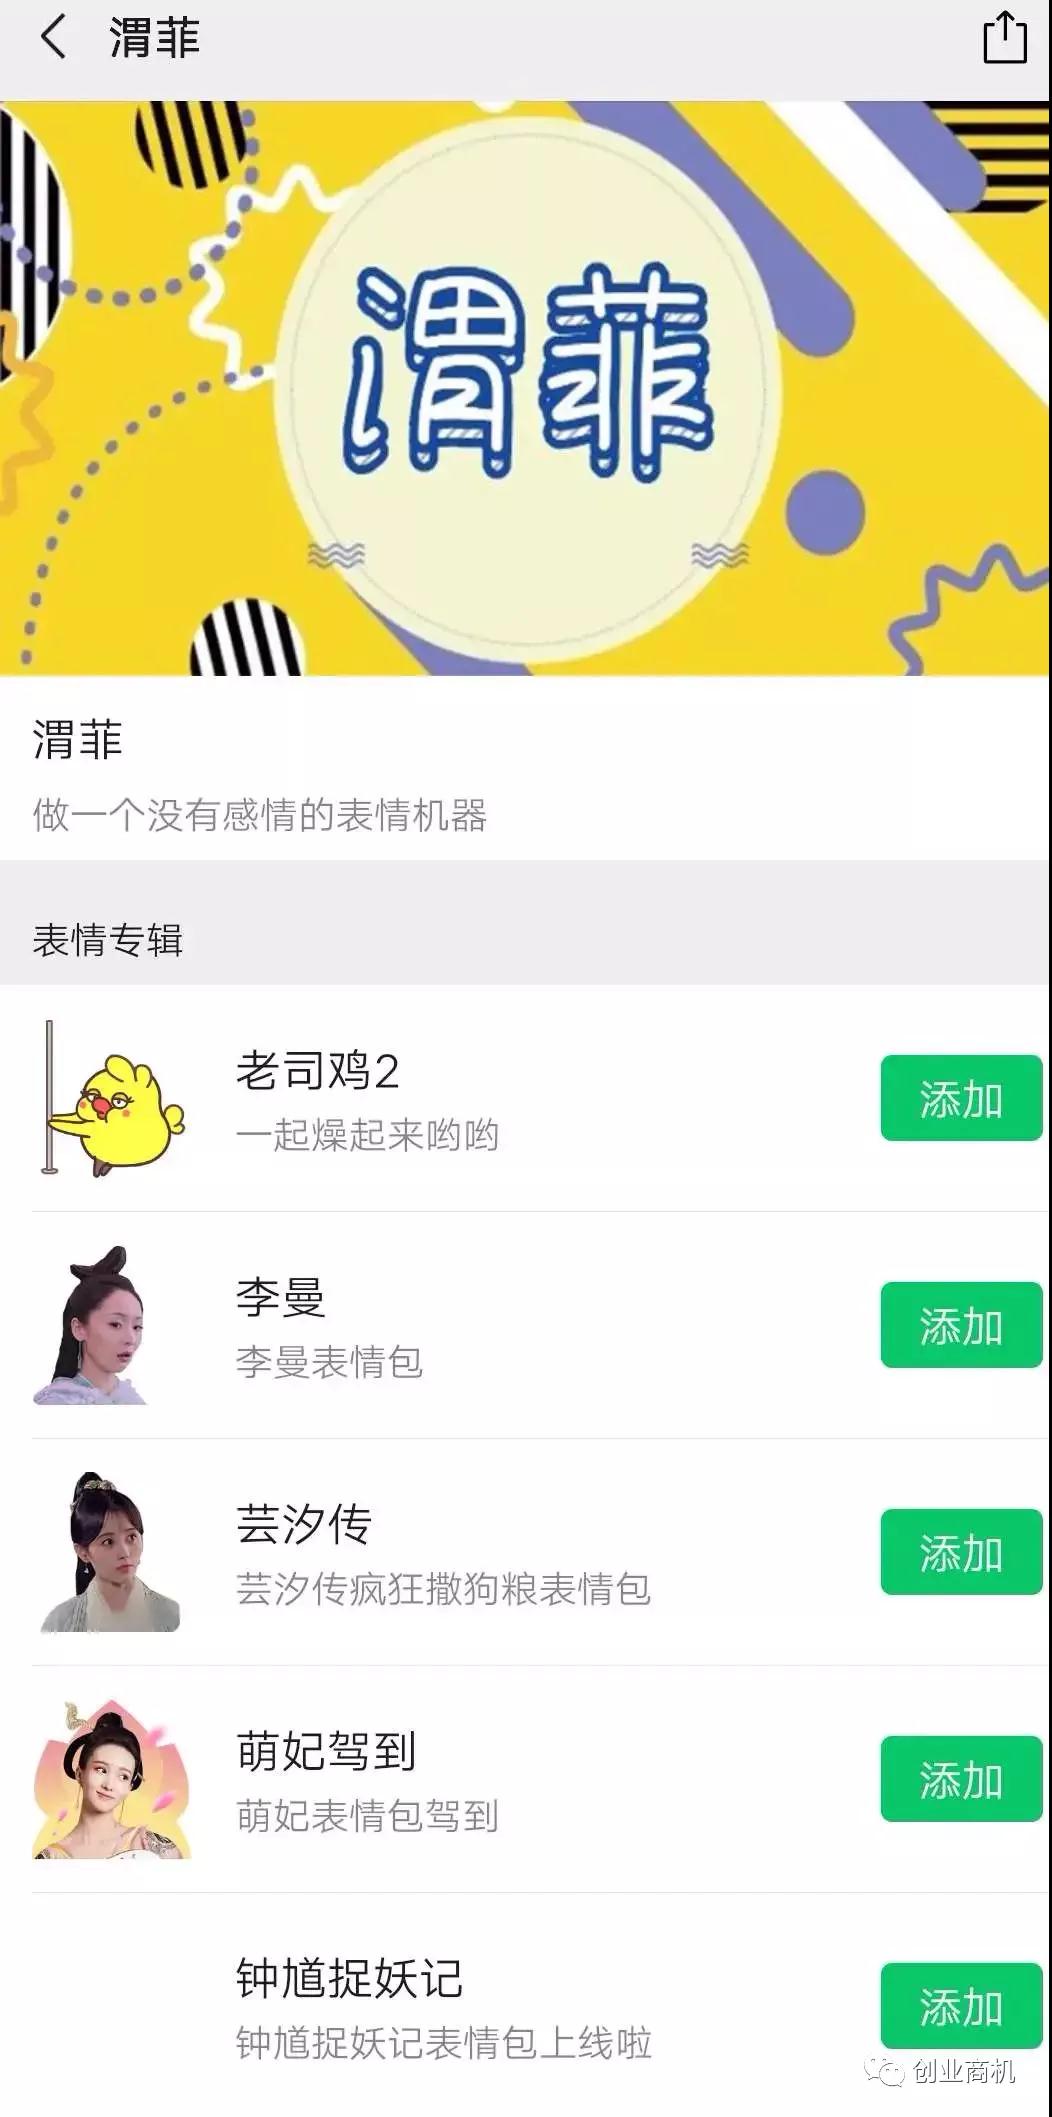 渭菲
渭菲
渭菲
做一个没有感情的表情机器
表情专辑
老司鸡2
一起燥起来哟哟
添加
李曼
李曼表情包
添加
芸汐传
芸汐传疯狂撒狗粮表情包
添加
萌妃驾到
萌妃表情包驾到
添加
钟馗捉妖记
钟馗捉妖记表情包上线啦
添加
创业商机